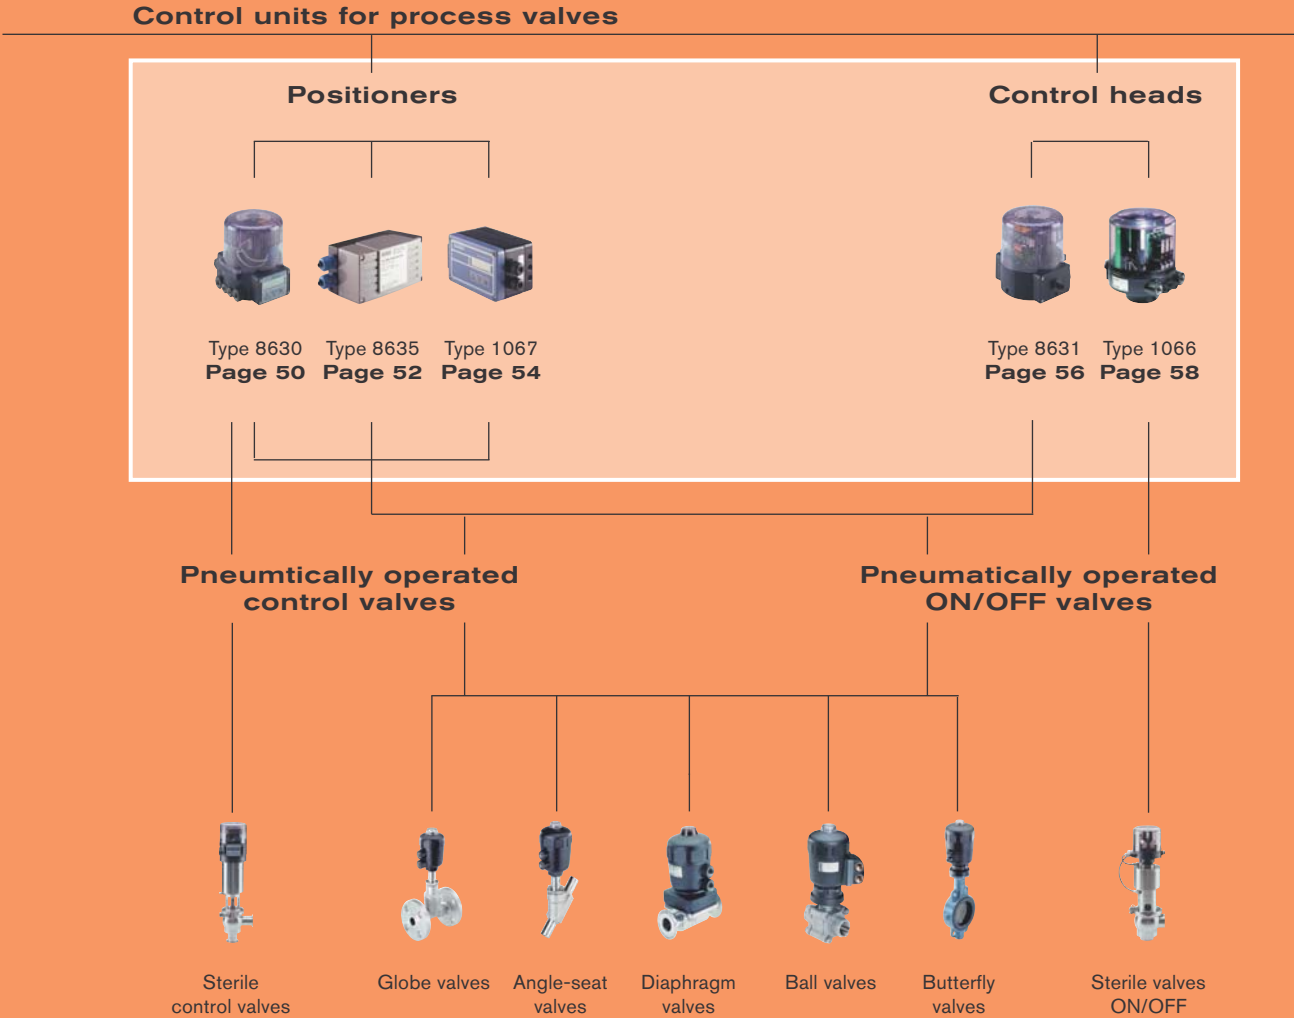 Control units for process valves
Positioners
Control heads
Type 8630
Page 50
Type 8635
Page 52
Type 1067
Page 54
Type 8631
Page 56
Type 1066
Page 58
Pneumtically operated
control valves
Pneumatically operated
ON/OFF valves
Sterile
control valves
Globe valves
Angle-seat
valves
Diaphragm
valves
Ball valves
Butterfly
valves
Sterile valves
ON/OFF